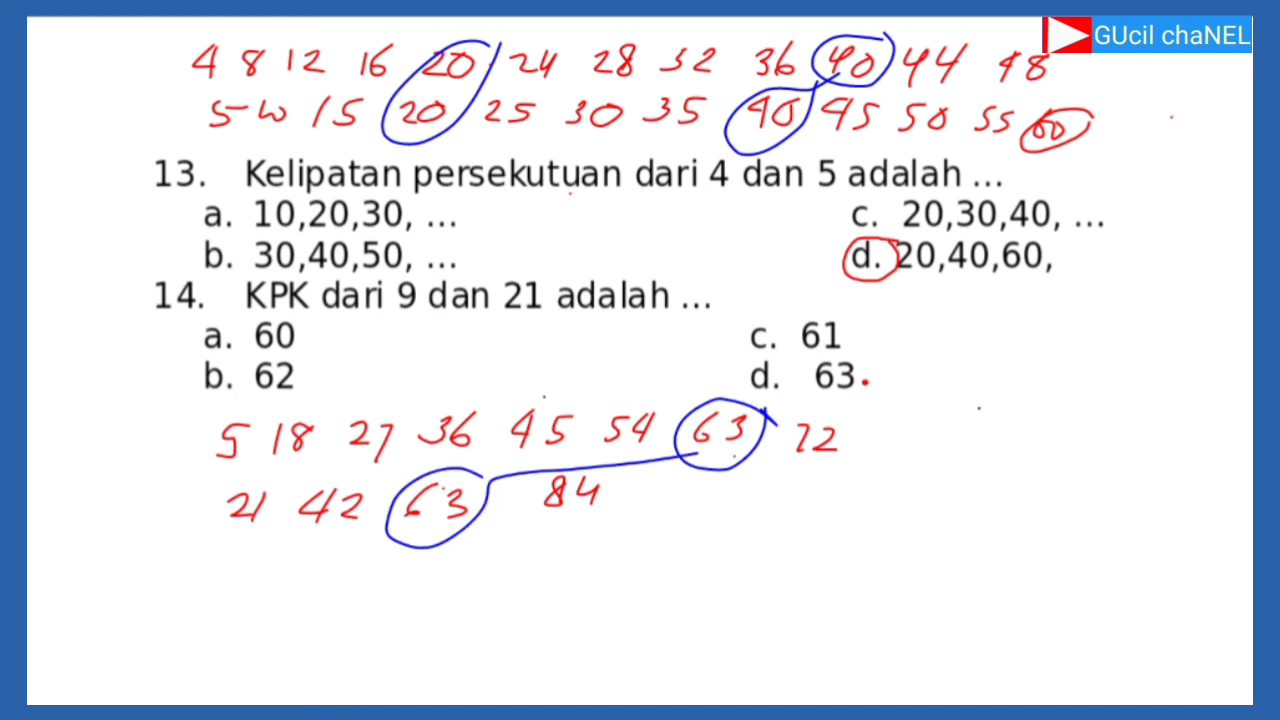 GUcil chaNEL
4 8 12 16 20 24 28 32 36 40 44 48
5 10 15 20 25 30 35 40 45 50 55 60
13. Kelipatan persekutuan dari 4 dan 5 adalah ...
a. 10,20,30, ... c. 20,30,40, ...
b. 30,40,50, ... d. 20,40,60,
14. KPK dari 9 dan 21 adalah ...
a. 60 c. 61
b. 62 d. 63
18 27 36 45 54 63 72
21 42 63 84